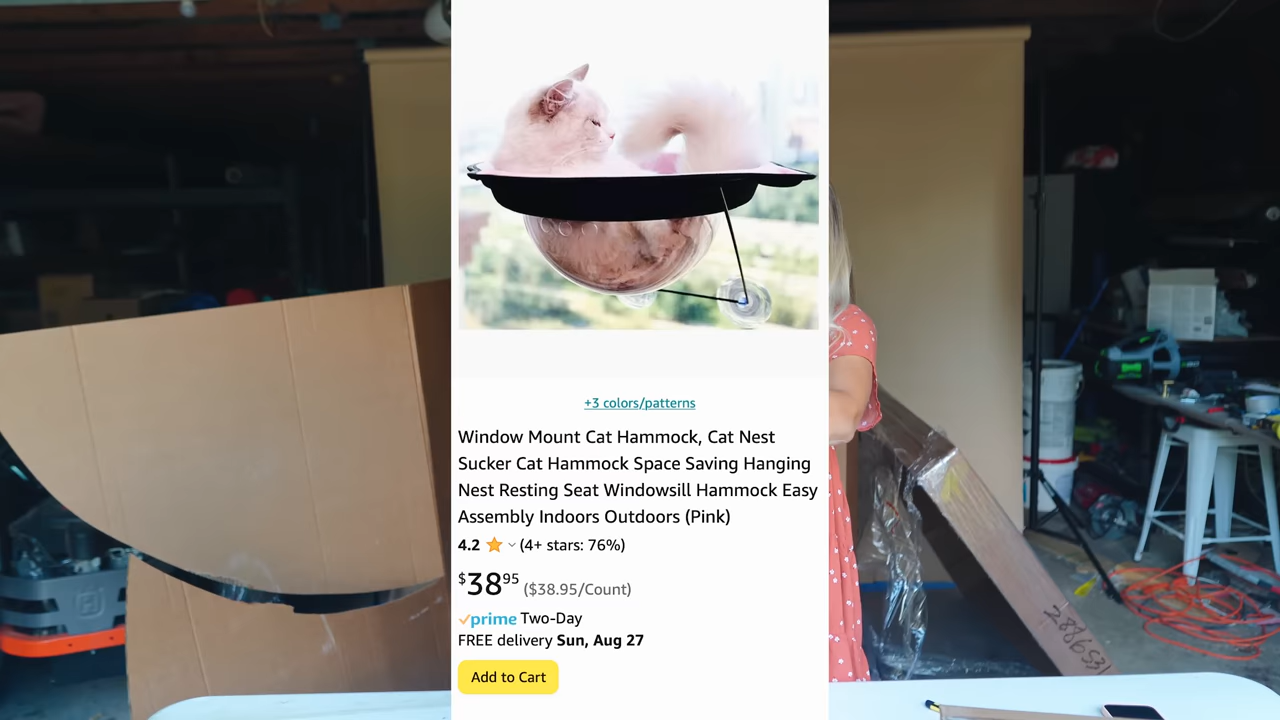 +3 colors/patterns
Window Mount Cat Hammock, Cat Nest
Sucker Cat Hammock Space Saving Hanging
Nest Resting Seat Windowsill Hammock Easy
Assembly Indoors Outdoors (Pink)
4.2 (4+ stars: 76%)
$3895 ($38.95/Count)
prime Two-Day
FREE delivery Sun, Aug 27
Add to Cart
2886531